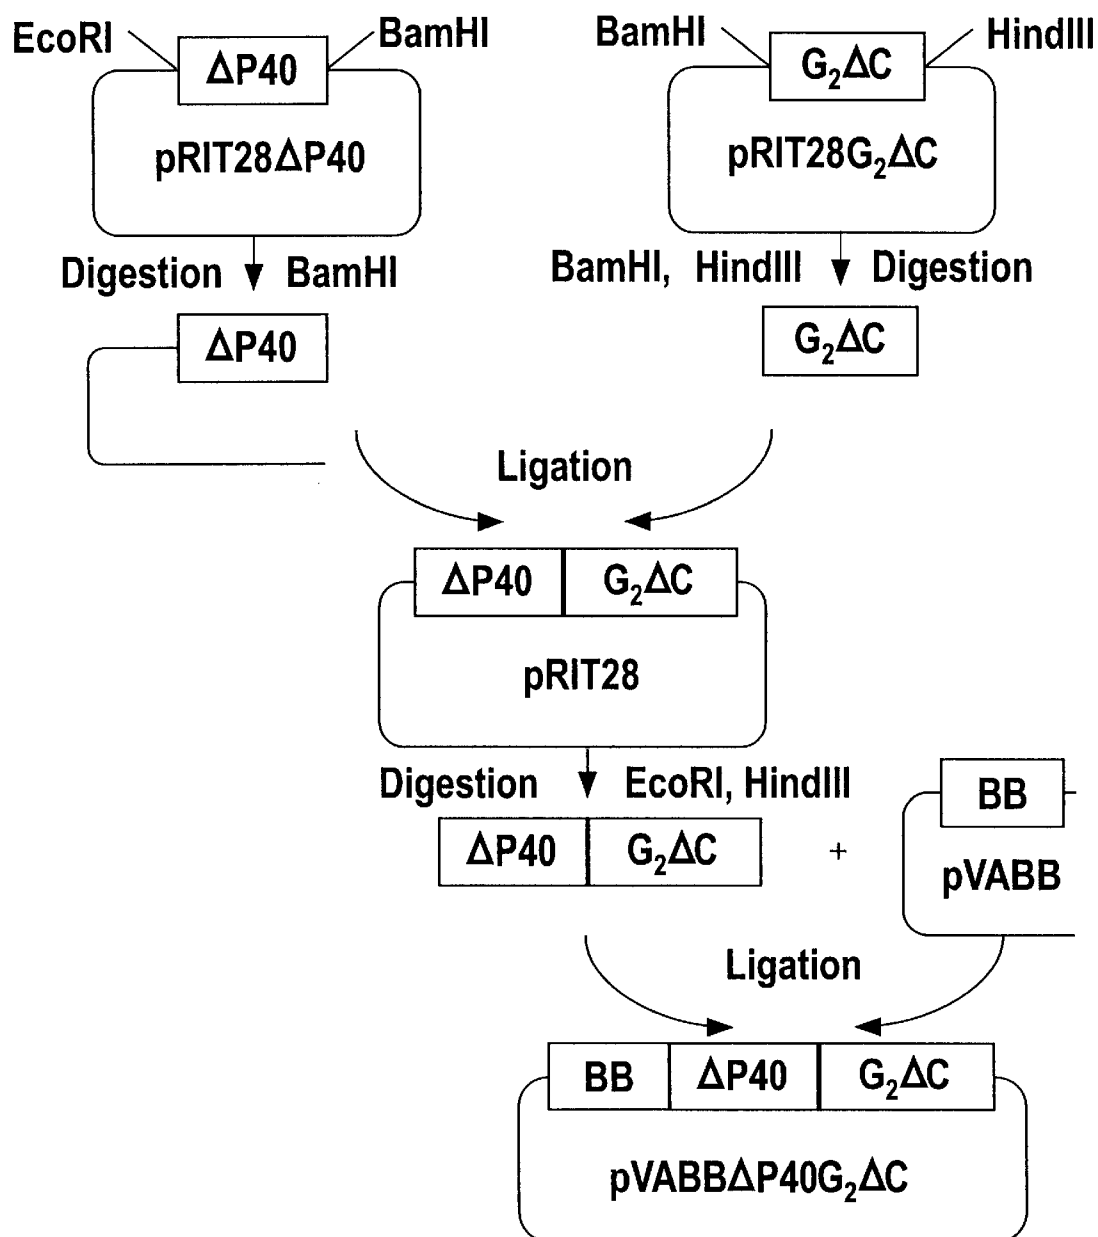 EcoRI BamHI BamHI HindIII
ΔP40 G₂ΔC
pRIT28ΔP40 pRIT28G₂ΔC
Digestion BamHI BamHI, HindIII Digestion
ΔP40 G₂ΔC
Ligation
ΔP40 G₂ΔC
pRIT28
Digestion EcoRI, HindIII BB
ΔP40 G₂ΔC + pVABB
Ligation
BB ΔP40 G₂ΔC
pVABBΔP40G₂ΔC